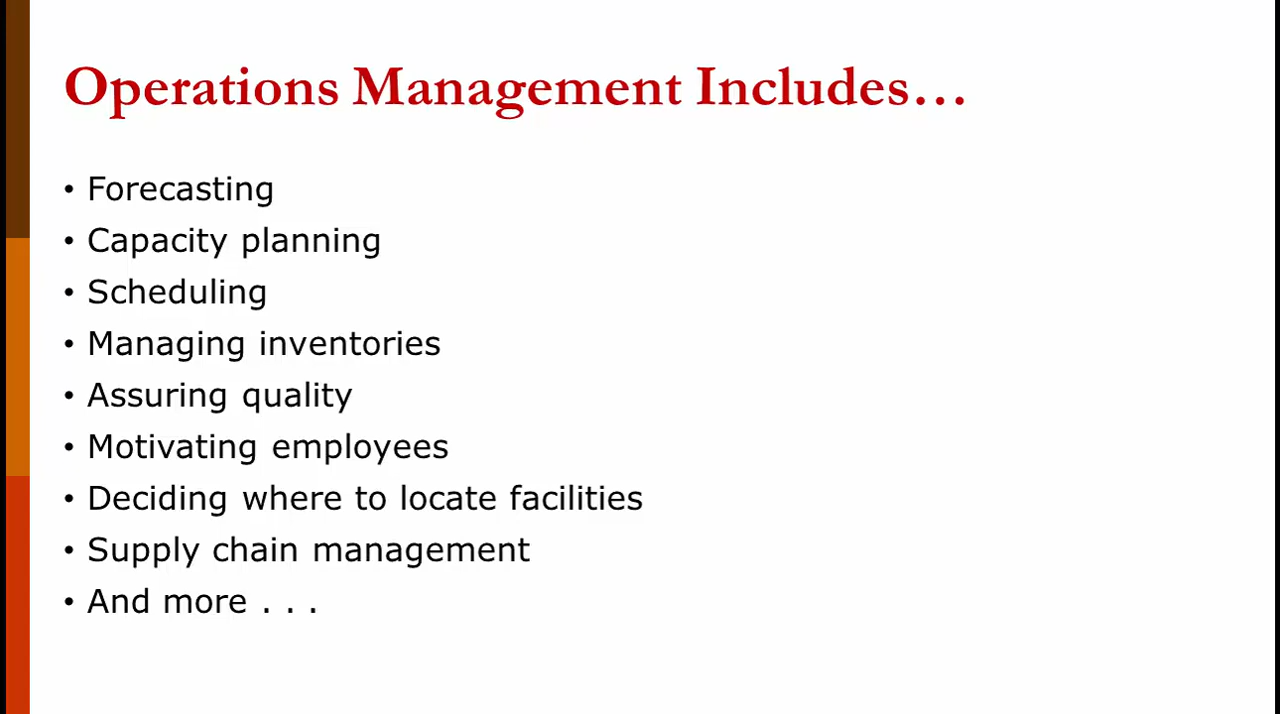 Operations Management Includes…
• Forecasting
• Capacity planning
• Scheduling
• Managing inventories
• Assuring quality
• Motivating employees
• Deciding where to locate facilities
• Supply chain management
• And more . . .